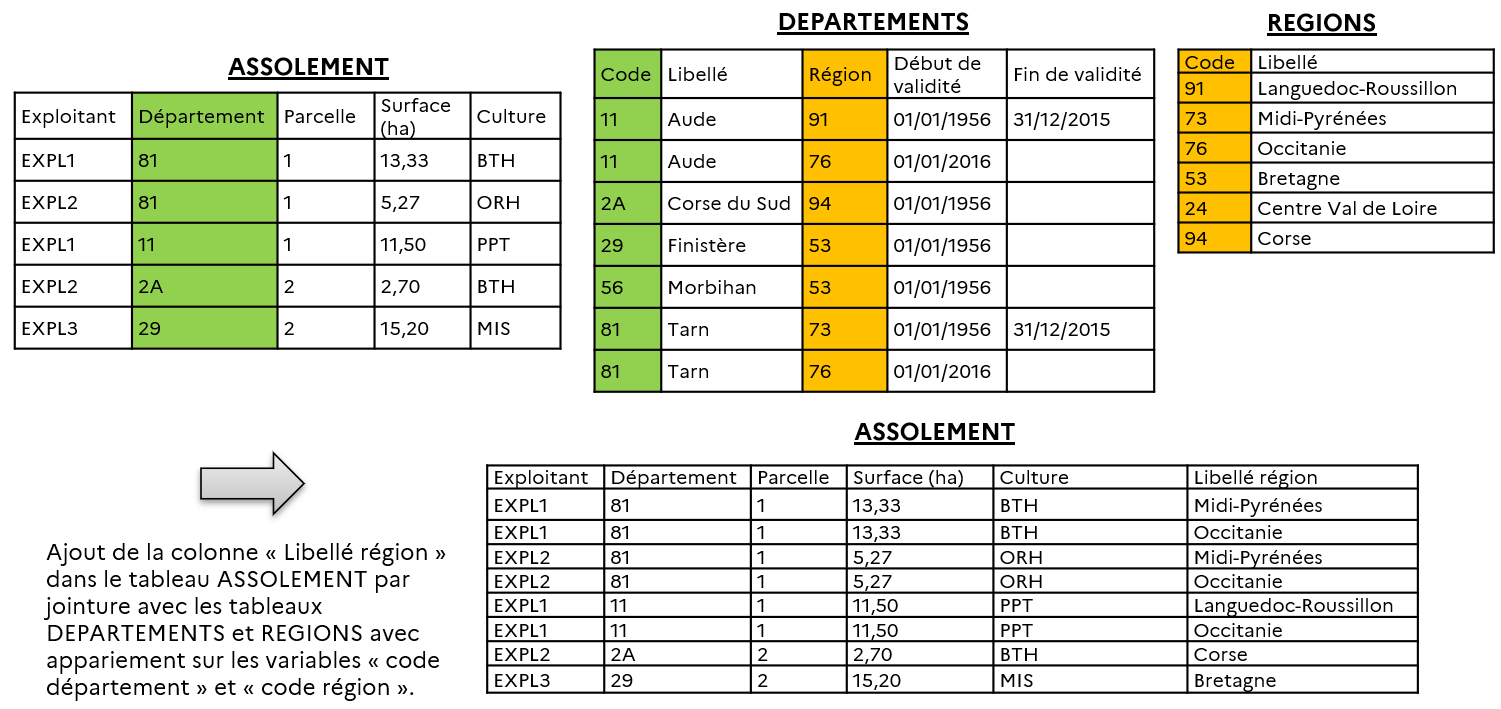 ASSOLEMENT
Exploitant Département Parcelle Surface (ha) Culture
EXPL1 81 1 13,33 BTH
EXPL2 81 1 5,27 ORH
EXPL1 11 1 11,50 PPT
EXPL2 2A 2 2,70 BTH
EXPL3 29 2 15,20 MIS
DEPARTEMENTS
Code Libellé Région Début de validité Fin de validité
11 Aude 91 01/01/1956 31/12/2015
11 Aude 76 01/01/2016
2A Corse du Sud 94 01/01/1956
29 Finistère 53 01/01/1956
56 Morbihan 53 01/01/1956
81 Tarn 73 01/01/1956 31/12/2015
81 Tarn 76 01/01/2016
REGIONS
Code Libellé
91 Languedoc-Roussillon
73 Midi-Pyrénées
76 Occitanie
53 Bretagne
24 Centre Val de Loire
94 Corse
Ajout de la colonne « Libellé région »
dans le tableau ASSOLEMENT par
jointure avec les tableaux
DEPARTEMENTS et REGIONS avec
appariement sur les variables « code
département » et « code région ».
ASSOLEMENT
Exploitant Département Parcelle Surface (ha) Culture Libellé région
EXPL1 81 1 13,33 BTH Midi-Pyrénées
EXPL1 81 1 13,33 BTH Occitanie
EXPL2 81 1 5,27 ORH Midi-Pyrénées
EXPL2 81 1 5,27 ORH Occitanie
EXPL1 11 1 11,50 PPT Languedoc-Roussillon
EXPL1 11 1 11,50 PPT Occitanie
EXPL2 2A 2 2,70 BTH Corse
EXPL3 29 2 15,20 MIS Bretagne